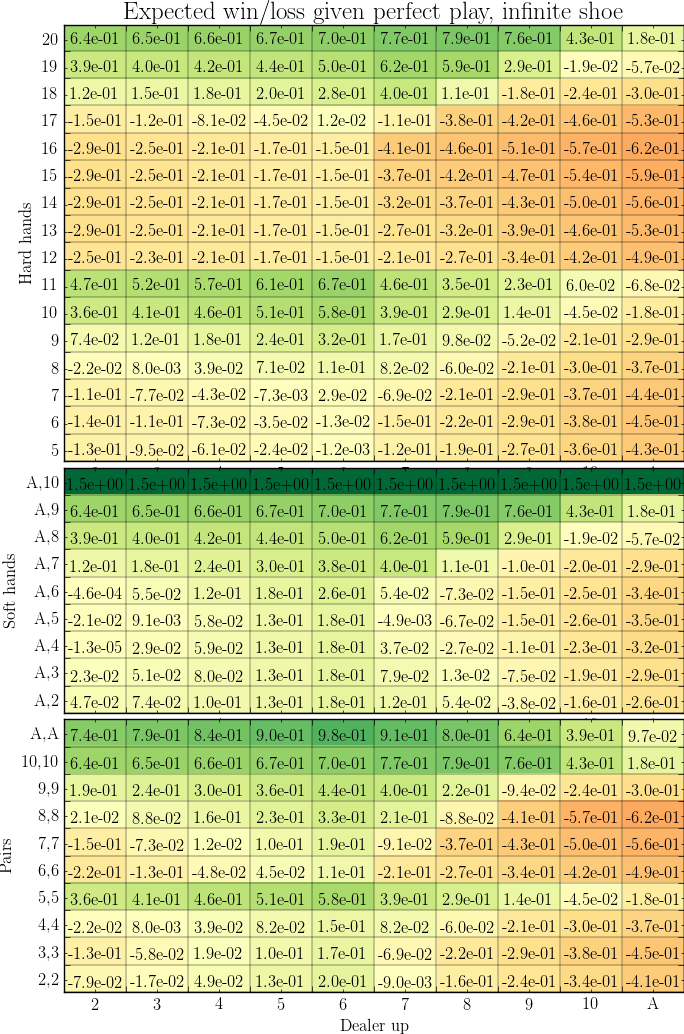 Expected win/loss given perfect play, infinite shoe
20 6.4e-01 6.5e-01 6.6e-01 6.7e-01 7.0e-01 7.7e-01 7.9e-01 7.6e-01 4.3e-01 1.8e-01
19 3.9e-01 4.0e-01 4.2e-01 4.4e-01 5.0e-01 6.2e-01 5.9e-01 2.9e-01 -1.9e-02 -5.7e-02
18 1.2e-01 1.5e-01 1.8e-01 2.0e-01 2.8e-01 4.0e-01 1.1e-01 -1.8e-01 -2.4e-01 -3.0e-01
17 -1.5e-01 -1.2e-01 -8.1e-02 -4.5e-02 1.2e-02 -1.1e-01 -3.8e-01 -4.2e-01 -4.6e-01 -5.3e-01
16 -2.9e-01 -2.5e-01 -2.1e-01 -1.7e-01 -1.5e-01 -4.1e-01 -4.6e-01 -5.1e-01 -5.7e-01 -6.2e-01
15 -2.9e-01 -2.5e-01 -2.1e-01 -1.7e-01 -1.5e-01 -3.7e-01 -4.2e-01 -4.7e-01 -5.4e-01 -5.9e-01
14 -2.9e-01 -2.5e-01 -2.1e-01 -1.7e-01 -1.5e-01 -3.2e-01 -3.7e-01 -4.3e-01 -5.0e-01 -5.6e-01
13 -2.9e-01 -2.5e-01 -2.1e-01 -1.7e-01 -1.5e-01 -2.7e-01 -3.2e-01 -3.9e-01 -4.6e-01 -5.3e-01
12 -2.5e-01 -2.3e-01 -2.1e-01 -1.7e-01 -1.5e-01 -2.1e-01 -2.7e-01 -3.4e-01 -4.2e-01 -4.9e-01
11 4.7e-01 5.2e-01 5.7e-01 6.1e-01 6.7e-01 4.6e-01 3.5e-01 2.3e-01 6.0e-02 -6.8e-02
10 3.6e-01 4.1e-01 4.6e-01 5.1e-01 5.8e-01 3.9e-01 2.9e-01 1.4e-01 -4.5e-02 -1.8e-01
9 7.4e-02 1.2e-01 1.8e-01 2.4e-01 3.2e-01 1.7e-01 9.8e-02 -5.2e-02 -2.1e-01 -2.9e-01
8 -2.2e-02 8.0e-03 3.9e-02 7.1e-02 1.1e-01 8.2e-02 -6.0e-02 -2.1e-01 -3.0e-01 -3.7e-01
7 -1.1e-01 -7.7e-02 -4.3e-02 -7.3e-03 2.9e-02 -6.9e-02 -2.1e-01 -2.9e-01 -3.7e-01 -4.4e-01
6 -1.4e-01 -1.1e-01 -7.3e-02 -3.5e-02 -1.3e-02 -1.5e-01 -2.2e-01 -2.9e-01 -3.8e-01 -4.5e-01
5 -1.3e-01 -9.5e-02 -6.1e-02 -2.4e-02 -1.2e-03 -1.2e-01 -1.9e-01 -2.7e-01 -3.6e-01 -4.3e-01
Hard hands
A,10 1.5e+00 1.5e+00 1.5e+00 1.5e+00 1.5e+00 1.5e+00 1.5e+00 1.5e+00 1.5e+00 1.5e+00
A,9 6.4e-01 6.5e-01 6.6e-01 6.7e-01 7.0e-01 7.7e-01 7.9e-01 7.6e-01 4.3e-01 1.8e-01
A,8 3.9e-01 4.0e-01 4.2e-01 4.4e-01 5.0e-01 6.2e-01 5.9e-01 2.9e-01 -1.9e-02 -5.7e-02
A,7 1.2e-01 1.8e-01 2.4e-01 3.0e-01 3.8e-01 4.0e-01 1.1e-01 -1.0e-01 -2.0e-01 -2.9e-01
A,6 -4.6e-04 5.5e-02 1.2e-01 1.8e-01 2.6e-01 5.4e-02 -7.3e-02 -1.5e-01 -2.5e-01 -3.4e-01
A,5 -2.1e-02 9.1e-03 5.8e-02 1.3e-01 1.8e-01 -4.9e-03 -6.7e-02 -1.5e-01 -2.6e-01 -3.5e-01
A,4 -1.3e-05 2.9e-02 5.9e-02 1.3e-01 1.8e-01 3.7e-02 -2.7e-02 -1.1e-01 -2.3e-01 -3.2e-01
A,3 2.3e-02 5.1e-02 8.0e-02 1.3e-01 1.8e-01 7.9e-02 1.3e-02 -7.5e-02 -1.9e-01 -2.9e-01
A,2 4.7e-02 7.4e-02 1.0e-01 1.3e-01 1.8e-01 1.2e-01 5.4e-02 -3.8e-02 -1.6e-01 -2.6e-01
Soft hands
A,A 7.4e-01 7.9e-01 8.4e-01 9.0e-01 9.8e-01 9.1e-01 8.0e-01 6.4e-01 3.9e-01 9.7e-02
10,10 6.4e-01 6.5e-01 6.6e-01 6.7e-01 7.0e-01 7.7e-01 7.9e-01 7.6e-01 4.3e-01 1.8e-01
9,9 1.9e-01 2.4e-01 3.0e-01 3.6e-01 4.4e-01 4.0e-01 2.2e-01 -9.4e-02 -2.4e-01 -3.0e-01
8,8 2.1e-02 8.8e-02 1.6e-01 2.3e-01 3.3e-01 2.1e-01 -8.8e-02 -4.1e-01 -5.7e-01 -6.2e-01
7,7 -1.5e-01 -7.3e-02 1.2e-02 1.0e-01 1.9e-01 -9.1e-02 -3.7e-01 -4.3e-01 -5.0e-01 -5.6e-01
6,6 -2.2e-01 -1.3e-01 -4.8e-02 4.5e-02 1.1e-01 -2.1e-01 -2.7e-01 -3.4e-01 -4.2e-01 -4.9e-01
5,5 3.6e-01 4.1e-01 4.6e-01 5.1e-01 5.8e-01 3.9e-01 2.9e-01 1.4e-01 -4.5e-02 -1.8e-01
4,4 -2.2e-02 8.0e-03 3.9e-02 8.2e-02 1.5e-01 8.2e-02 -6.0e-02 -2.1e-01 -3.0e-01 -3.7e-01
3,3 -1.3e-01 -5.8e-02 1.9e-02 1.0e-01 1.7e-01 -6.9e-02 -2.2e-01 -2.9e-01 -3.8e-01 -4.5e-01
2,2 -7.9e-02 -1.7e-02 4.9e-02 1.3e-01 2.0e-01 -9.0e-03 -1.6e-01 -2.4e-01 -3.4e-01 -4.1e-01
Pairs
2 3 4 5 6 7 8 9 10 A
Dealer up